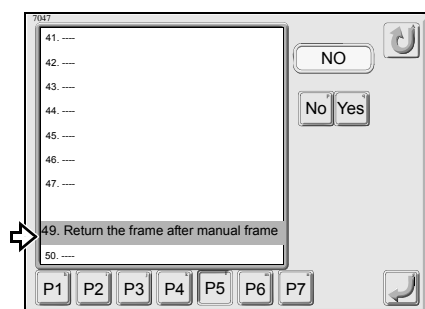 7047
41. ----
42. ----
43. ----
44. ----
45. ----
46. ----
47. ----
49. Return the frame after manual frame
50. ----
NO
No Yes
P1 P2 P3 P4 P5 P6 P7